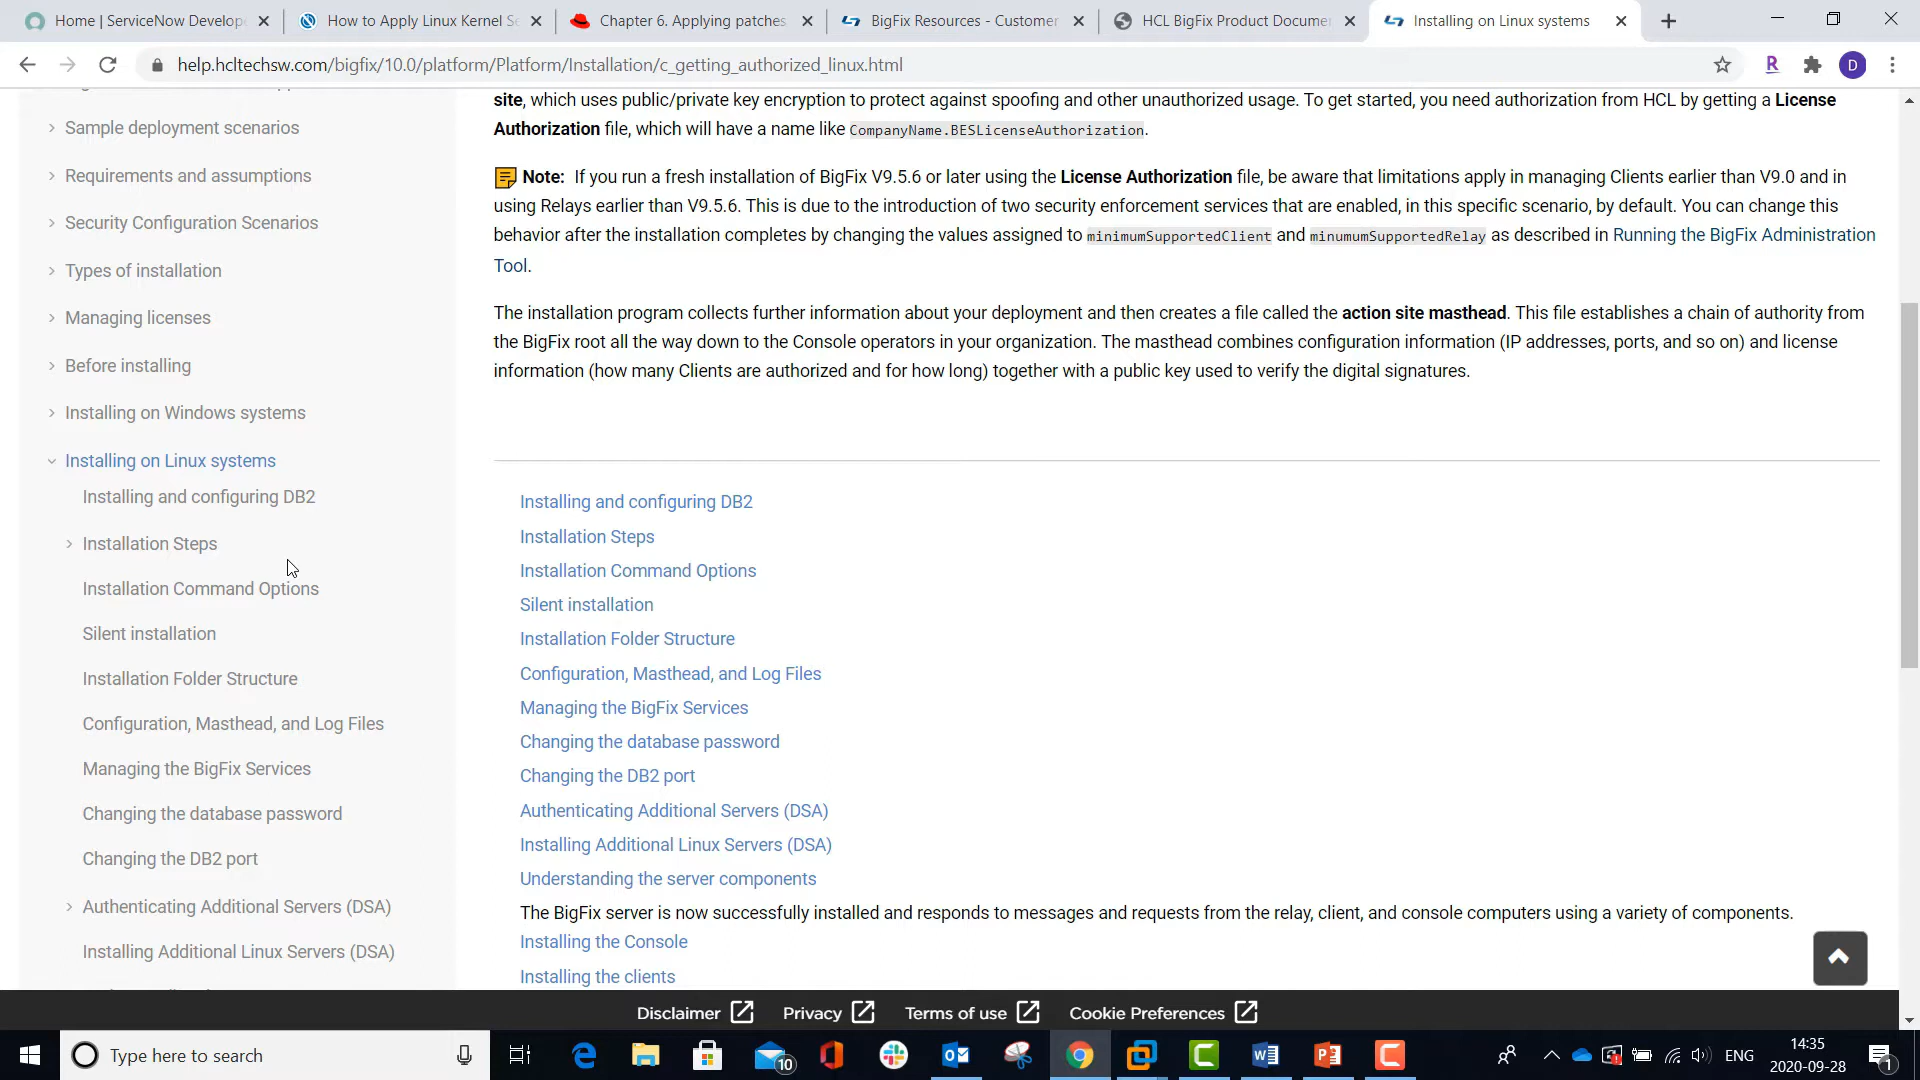 Home | ServiceNow Develope
How to Apply Linux Kernel Se
Chapter 6. Applying patches
BigFix Resources - Customer
HCL BigFix Product Documen
Installing on Linux systems
help.hcltechsw.com/bigfix/10.0/platform/Platform/Installation/c_getting_authorized_linux.html
R
D
Sample deployment scenarios
Requirements and assumptions
Security Configuration Scenarios
Types of installation
Managing licenses
Before installing
Installing on Windows systems
Installing on Linux systems
Installing and configuring DB2
Installation Steps
Installation Command Options
Silent installation
Installation Folder Structure
Configuration, Masthead, and Log Files
Managing the BigFix Services
Changing the database password
Changing the DB2 port
Authenticating Additional Servers (DSA)
Installing Additional Linux Servers (DSA)
site, which uses public/private key encryption to protect against spoofing and other unauthorized usage. To get started, you need authorization from HCL by getting a License
Authorization file, which will have a name like CompanyName.BESLicenseAuthorization.
Note: If you run a fresh installation of BigFix V9.5.6 or later using the License Authorization file, be aware that limitations apply in managing Clients earlier than V9.0 and in
using Relays earlier than V9.5.6. This is due to the introduction of two security enforcement services that are enabled, in this specific scenario, by default. You can change this
behavior after the installation completes by changing the values assigned to minimumSupportedClient and minumumSupportedRelay as described in Running the BigFix Administration
Tool.
The installation program collects further information about your deployment and then creates a file called the action site masthead. This file establishes a chain of authority from
the BigFix root all the way down to the Console operators in your organization. The masthead combines configuration information (IP addresses, ports, and so on) and license
information (how many Clients are authorized and for how long) together with a public key used to verify the digital signatures.
Installing and configuring DB2
Installation Steps
Installation Command Options
Silent installation
Installation Folder Structure
Configuration, Masthead, and Log Files
Managing the BigFix Services
Changing the database password
Changing the DB2 port
Authenticating Additional Servers (DSA)
Installing Additional Linux Servers (DSA)
Understanding the server components
The BigFix server is now successfully installed and responds to messages and requests from the relay, client, and console computers using a variety of components.
Installing the Console
Installing the clients
Disclaimer
Privacy
Terms of use
Cookie Preferences
Type here to search
10
ENG
14:35
2020-09-28
1